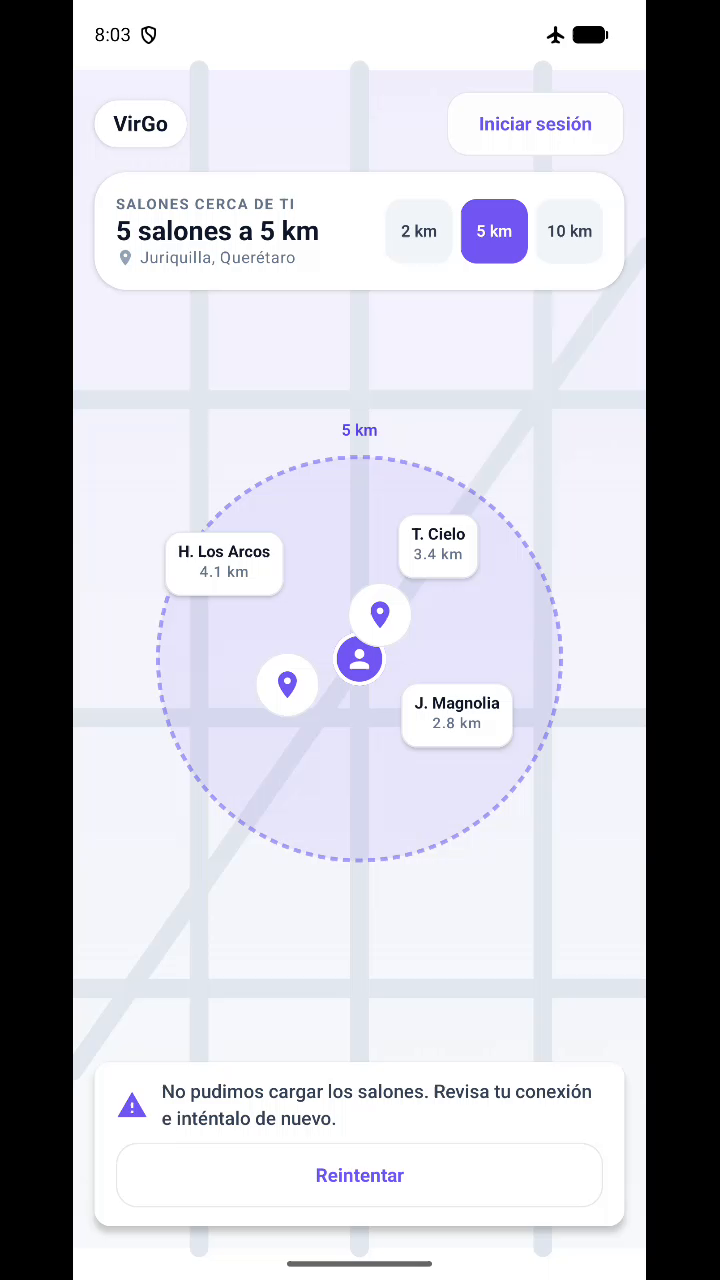 8:03
VirGo
Iniciar sesión
SALONES CERCA DE TI
5 salones a 5 km
Juriquilla, Querétaro
2 km
5 km
10 km
5 km
T. Cielo
3.4 km
H. Los Arcos
4.1 km
J. Magnolia
2.8 km
No pudimos cargar los salones. Revisa tu conexión
e inténtalo de nuevo.
Reintentar